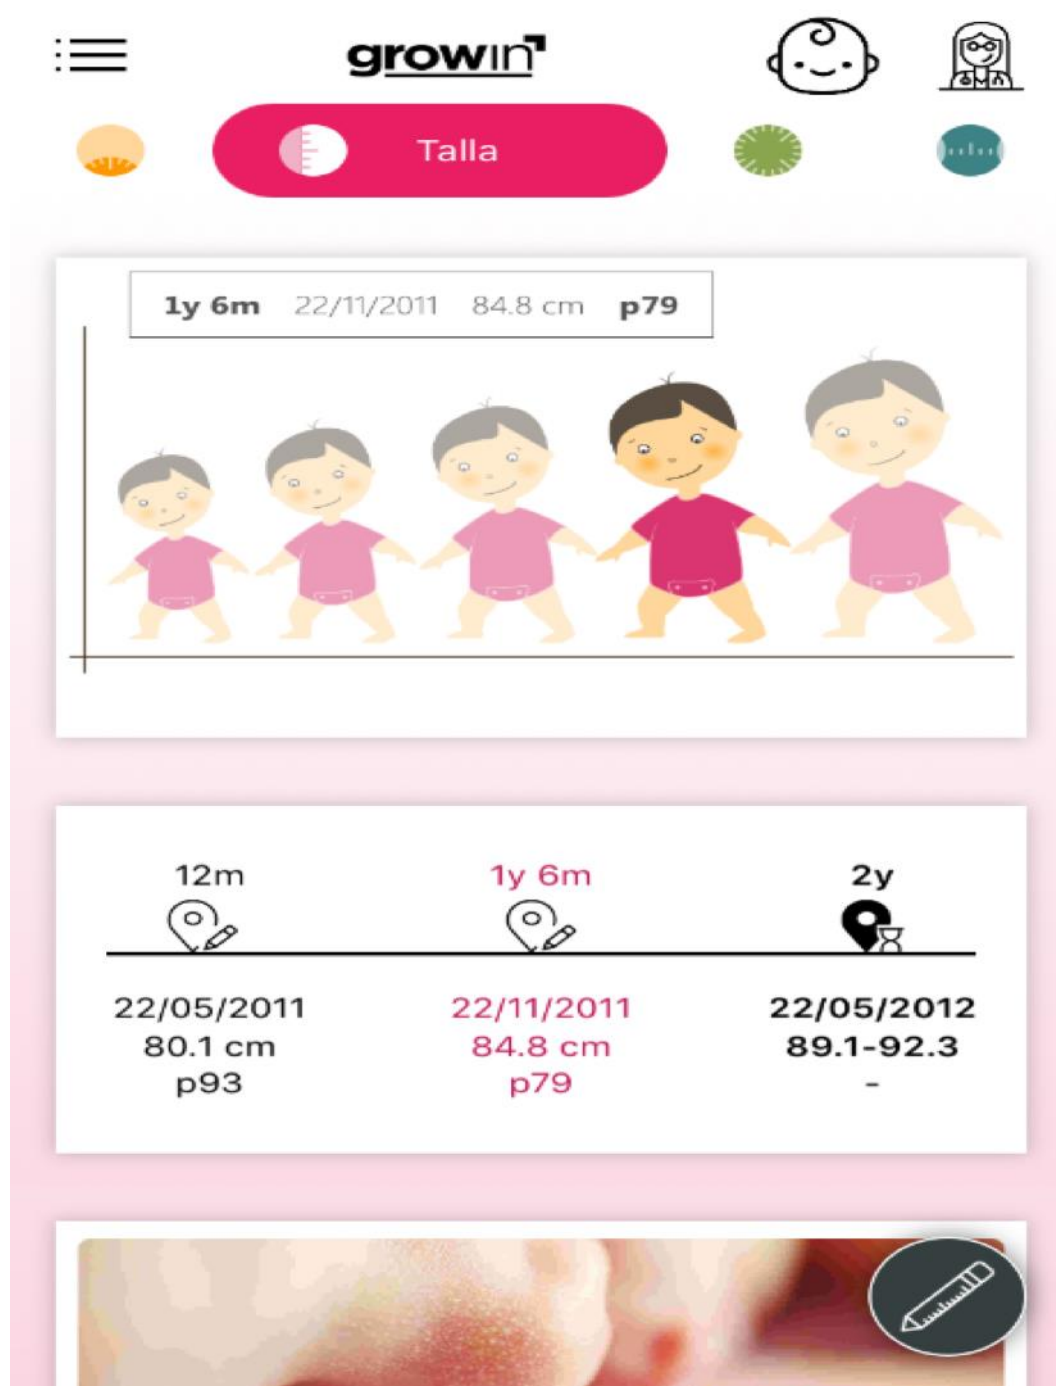 growin
Talla
1y 6m 22/11/2011 84.8 cm p79
12m 1y 6m 2y
22/05/2011 22/11/2011 22/05/2012
80.1 cm 84.8 cm 89.1-92.3
p93 p79 -